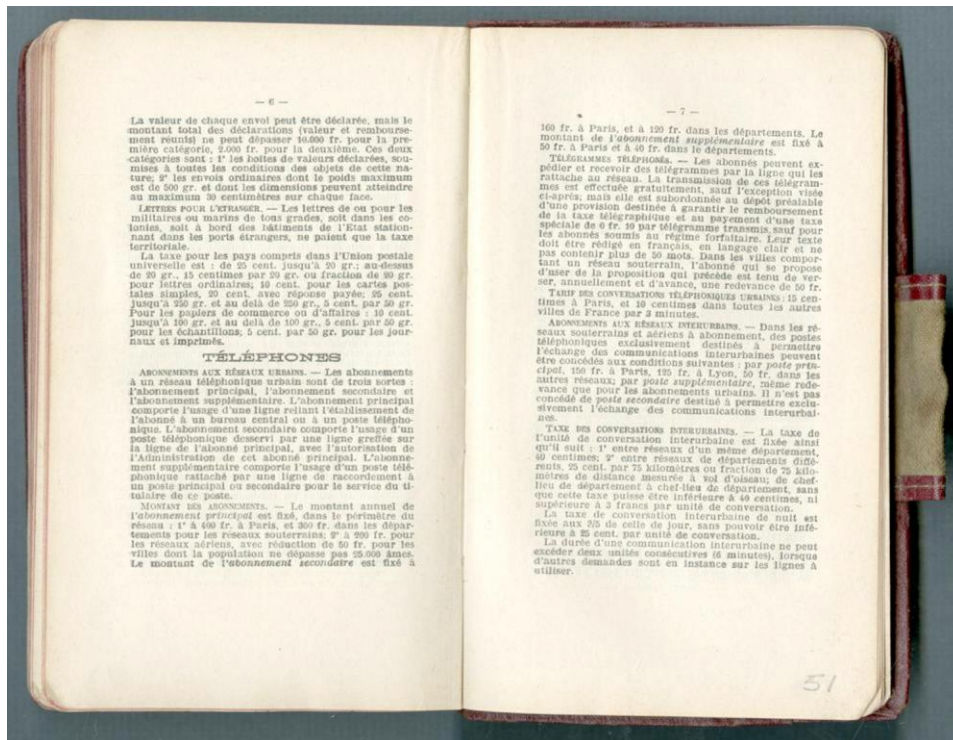 — 6 —
La valeur de chaque envoi peut être déclarée, mais le
montant total des déclarations (valeur et rembourse-
ment réunis) ne peut dépasser 10.000 fr. pour la pre-
mière catégorie, 2.000 fr. pour la deuxième. Ces deux
catégories sont : 1° les boîtes de valeurs déclarées, sou-
mises à toutes les conditions des objets de cette na-
ture; 2° les envois ordinaires dont le poids maximum
est de 500 gr. et dont les dimensions peuvent atteindre
au maximum 30 centimètres sur chaque face.
LETTRES POUR L'ETRANGER. — Les lettres de ou pour les
militaires ou marins de tous grades, soit dans les co-
lonies, soit à bord des bâtiments de l'Etat station-
nant dans les ports étrangers, ne paient que la taxe
territoriale.
La taxe pour les pays compris dans l'Union postale
universelle est : de 25 cent. jusqu'à 20 gr.; au-dessus
de 20 gr., 15 centimes par 20 gr. ou fraction de 20 gr.
pour lettres ordinaires; 10 cent. pour les cartes pos-
tales simples, 20 cent. avec réponse payée; 25 cent.
jusqu'à 250 gr. et au delà de 250 gr., 5 cent. par 50 gr.
Pour les papiers de commerce ou d'affaires : 10 cent.
jusqu'à 100 gr. et au delà de 100 gr., 5 cent. par 50 gr.
pour les échantillons; 5 cent. par 50 gr. pour les jour-
naux et imprimés.
TÉLÉPHONES
ABONNEMENTS AUX RÉSEAUX URBAINS. — Les abonnements
à un réseau téléphonique urbain sont de trois sortes :
l'abonnement principal, l'abonnement secondaire et
l'abonnement supplémentaire. L'abonnement principal
comporte l'usage d'une ligne reliant l'établissement de
l'abonné à un bureau central ou à un poste télépho-
nique. L'abonnement secondaire comporte l'usage d'un
poste téléphonique desservi par une ligne greffée sur
la ligne de l'abonné principal, avec l'autorisation de
l'Administration de cet abonné principal. L'abonne-
ment supplémentaire comporte l'usage d'un poste télé-
phonique rattaché par une ligne de raccordement à
un poste principal ou secondaire pour le service du ti-
tulaire de ce poste.
MONTANT DES ABONNEMENTS. — Le montant annuel de
l'abonnement principal est fixé, dans le périmètre du
réseau : 1° à 400 fr. à Paris, et 300 fr. dans les dépar-
tements pour les réseaux souterrains; 2° à 200 fr. pour
les réseaux aériens, avec réduction de 50 fr. pour les
villes dont la population ne dépasse pas 25.000 âmes.
Le montant de l'abonnement secondaire est fixé à
— 7 —
160 fr. à Paris, et à 120 fr. dans les départements. Le
montant de l'abonnement supplémentaire est fixé à
50 fr. à Paris et à 40 fr. dans le départements.
TÉLÉGRAMMES TÉLÉPHONÉS. — Les abonnés peuvent ex-
pédier et recevoir des télégrammes par la ligne qui les
rattache au réseau. La transmission de ces télégram-
mes est effectuée gratuitement, sauf l'exception visée
ci-après; mais elle est subordonnée au dépôt préalable
d'une provision destinée à garantir le remboursement
de la taxe télégraphique et au payement d'une taxe
spéciale de 0 fr. 10 par télégramme transmis, sauf pour
les abonnés soumis au régime forfaitaire. Leur texte
doit être rédigé en français, en langage clair et ne
pas contenir plus de 50 mots. Dans les villes compor-
tant un réseau souterrain, l'abonné qui se propose
d'user de la proposition qui précède est tenu de ver-
ser, annuellement et d'avance, une redevance de 50 fr.
TARIF DES CONVERSATIONS TÉLÉPHONIQUES URBAINES : 15 cen-
times à Paris, et 10 centimes dans toutes les autres
villes de France par 3 minutes.
ABONNEMENTS AUX RÉSEAUX INTERURBAINS. — Dans les ré-
seaux souterrains et aériens à abonnement, des postes
téléphoniques exclusivement destinés à permettre
l'échange des communications interurbaines peuvent
être concédés aux conditions suivantes : par poste prin-
cipal, 150 fr. à Paris, 125 fr. à Lyon, 50 fr. dans les
autres réseaux; par poste supplémentaire, même rede-
vance que pour les abonnements urbains. Il n'est pas
concédé de poste secondaire destiné à permettre exclu-
sivement l'échange des communications interurbai-
nes.
TAXE DES CONVERSATIONS INTERURBAINES. — La taxe de
l'unité de conversation interurbaine est fixée ainsi
qu'il suit : 1° entre réseaux d'un même département,
40 centimes; 2° entre réseaux de départements diffé-
rents, 25 cent. par 75 kilomètres ou fraction de 75 kilo-
mètres de distance mesurée à vol d'oiseau; de chef-
lieu de département à chef-lieu de département, sans
que cette taxe puisse être inférieure à 40 centimes, ni
supérieure à 3 francs par unité de conversation.
La taxe de conversation interurbaine de nuit est
fixée aux 2/5 de celle de jour, sans pouvoir être infé-
rieure à 25 cent. par unité de conversation.
La durée d'une communication interurbaine ne peut
excéder deux unités consécutives (6 minutes), lorsque
d'autres demandes sont en instance sur les lignes à
utiliser.
51